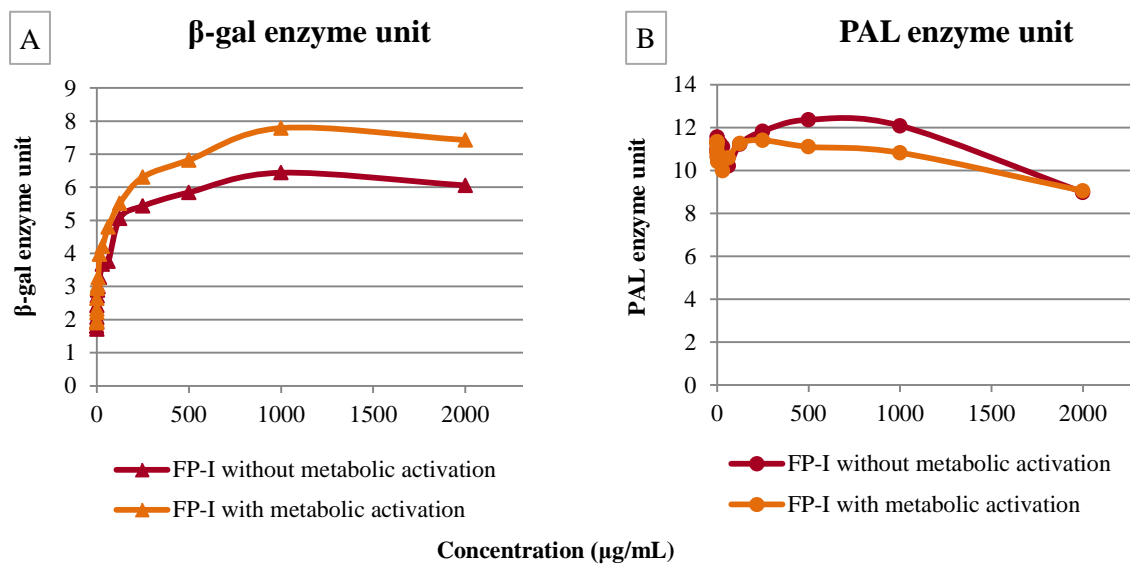 A
β-gal enzyme unit
β-gal enzyme unit
9
8
7
6
5
4
3
2
1
0
0 500 1000 1500 2000
FP-I without metabolic activation
FP-I with metabolic activation
B
PAL enzyme unit
PAL enzyme unit
14
12
10
8
6
4
2
0
0 500 1000 1500 2000
FP-I without metabolic activation
FP-I with metabolic activation
Concentration (µg/mL)